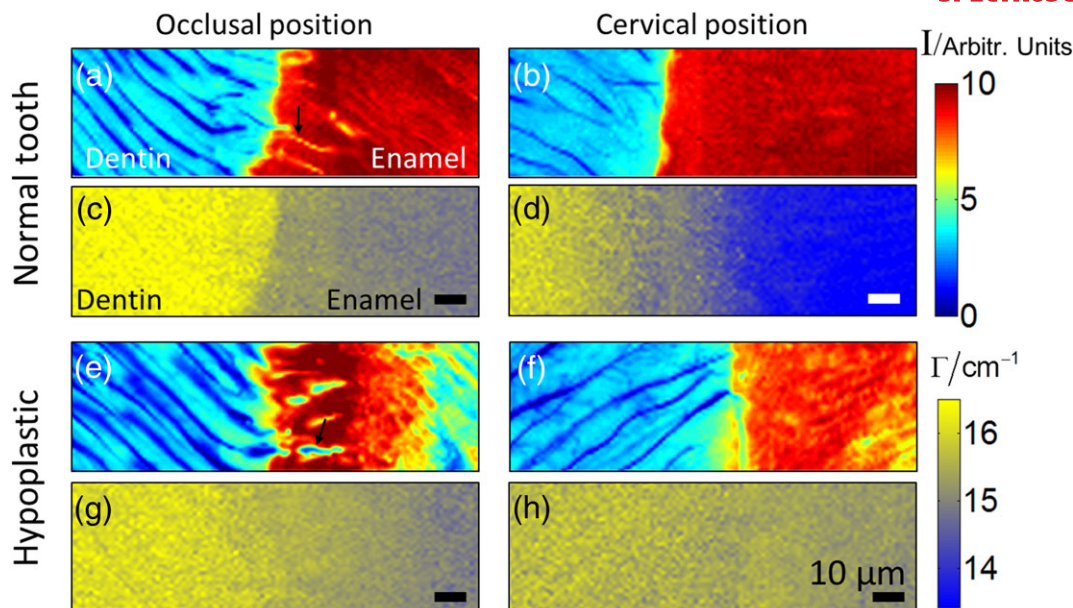 Occlusal position
Cervical position
I/Arbitr. Units
Normal tooth
(a)
Dentin
Enamel
(b)
10
5
0
(c)
Dentin
Enamel
(d)
Hypoplastic
(e)
(f)
Γ/cm⁻¹
16
15
14
(g)
(h)
10 µm